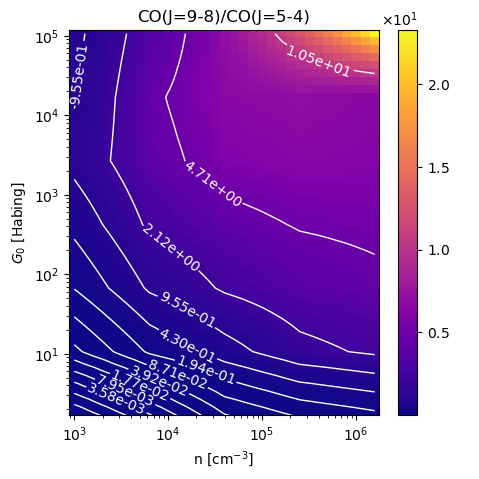 CO(J=9-8)/CO(J=5-4)
×10¹
10⁵
10⁴
10³
10²
10¹
G₀ [Habing]
9.55e-01
1.05e+01
4.71e+00
2.12e+00
9.55e-01
4.30e-01
1.94e-01
8.71e-02
3.92e-02
1.77e-02
7.95e-03
3.58e-03
10³
10⁴
10⁵
10⁶
n [cm⁻³]
2.0
1.5
1.0
0.5